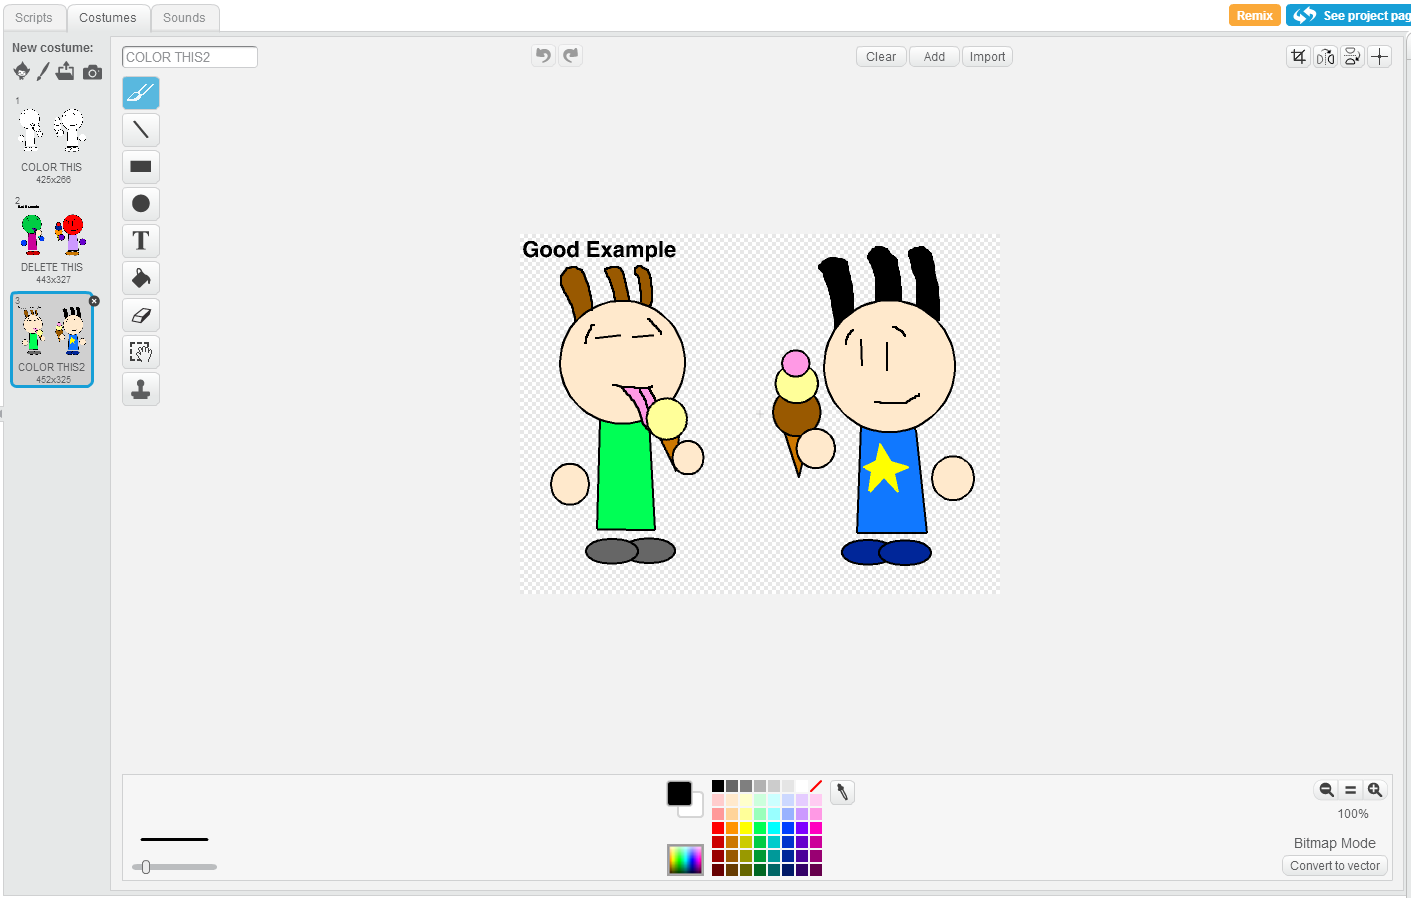 Scripts
Costumes
Sounds
Remix
See project pag
New costume:
COLOR THIS2
Clear
Add
Import
1
COLOR THIS
425x266
2
DELETE THIS
443x327
3
COLOR THIS2
452x325
T
Good Example
100%
Bitmap Mode
Convert to vector